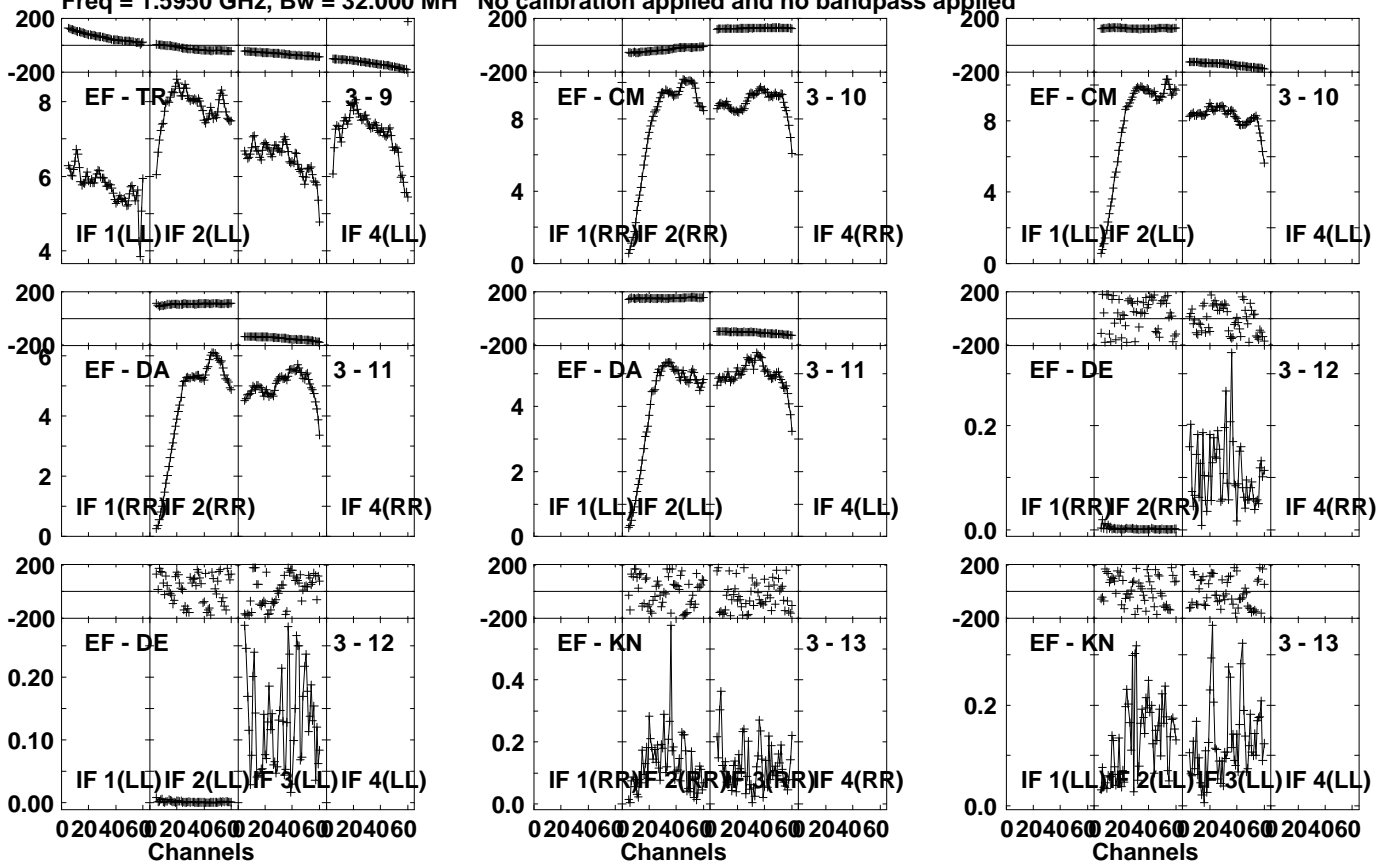 Freq = 1.5950 GHz, Bw = 32.000 MH No calibration applied and no bandpass applied
200
-200
8
6
4
EF - TR
3 - 9
IF 1(LL)
IF 2(LL)
IF 4(LL)
200
-200
8
4
0
EF - CM
3 - 10
IF 1(RR)
IF 2(RR)
IF 4(RR)
200
-200
8
4
0
EF - CM
3 - 10
IF 1(LL)
IF 2(LL)
IF 4(LL)
200
-200
6
4
2
0
EF - DA
3 - 11
IF 1(RR)
IF 2(RR)
IF 4(RR)
200
-200
4
2
0
EF - DA
3 - 11
IF 1(LL)
IF 2(LL)
IF 4(LL)
200
-200
0.2
0.0
EF - DE
3 - 12
IF 1(RR)
IF 2(RR)
IF 4(RR)
200
-200
0.20
0.10
0.00
EF - DE
3 - 12
IF 1(LL)
IF 2(LL)
IF 3(LL)
IF 4(LL)
0 20 40 60 0 20 40 60 0 20 40 60 0 20 40 60
Channels
200
-200
0.4
0.2
0.0
EF - KN
3 - 13
IF 1(RR)
IF 2(RR)
IF 3(RR)
IF 4(RR)
0 20 40 60 0 20 40 60 0 20 40 60 0 20 40 60
Channels
200
-200
0.2
0.0
EF - KN
3 - 13
IF 1(LL)
IF 2(LL)
IF 3(LL)
IF 4(LL)
0 20 40 60 0 20 40 60 0 20 40 60 0 20 40 60
Channels